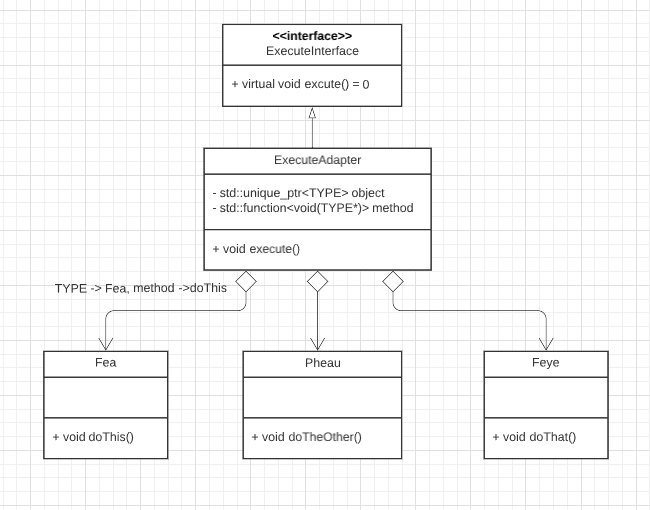 <<interface>>
ExecuteInterface
+ virtual void excute() = 0
ExecuteAdapter
- std::unique_ptr<TYPE> object
- std::function<void(TYPE*)> method
+ void execute()
TYPE -> Fea, method ->doThis
Fea
+ void doThis()
Pheau
+ void doTheOther()
Feye
+ void doThat()